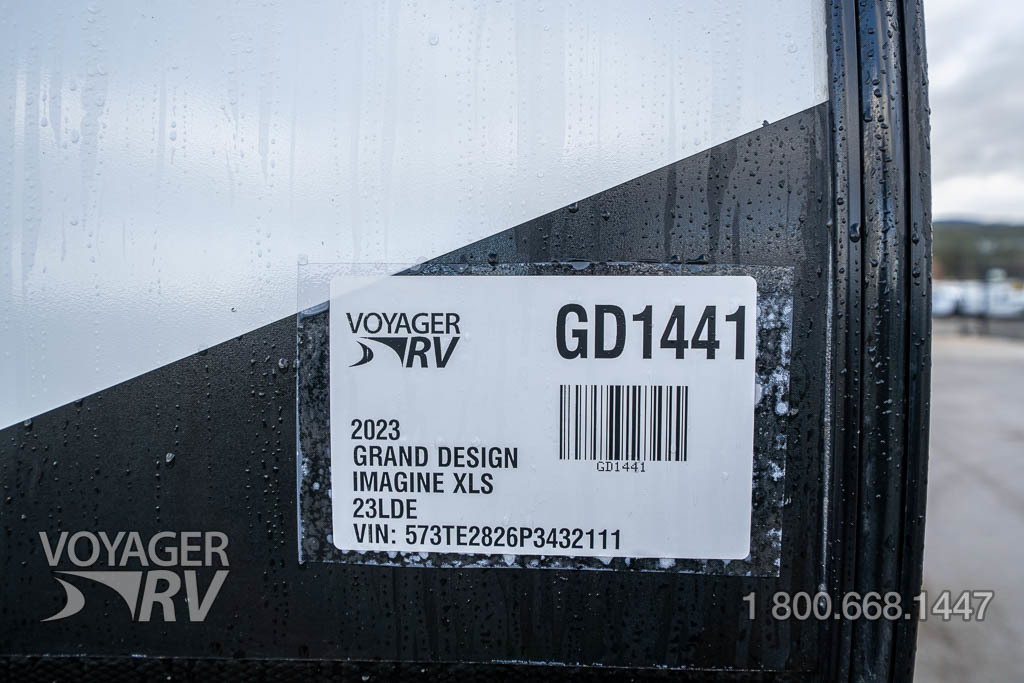 VOYAGER
RV
GD1441
GD1441
2023
GRAND DESIGN
IMAGINE XLS
23LDE
VIN: 573TE2826P3432111
VOYAGER
RV
1 800.668.1447